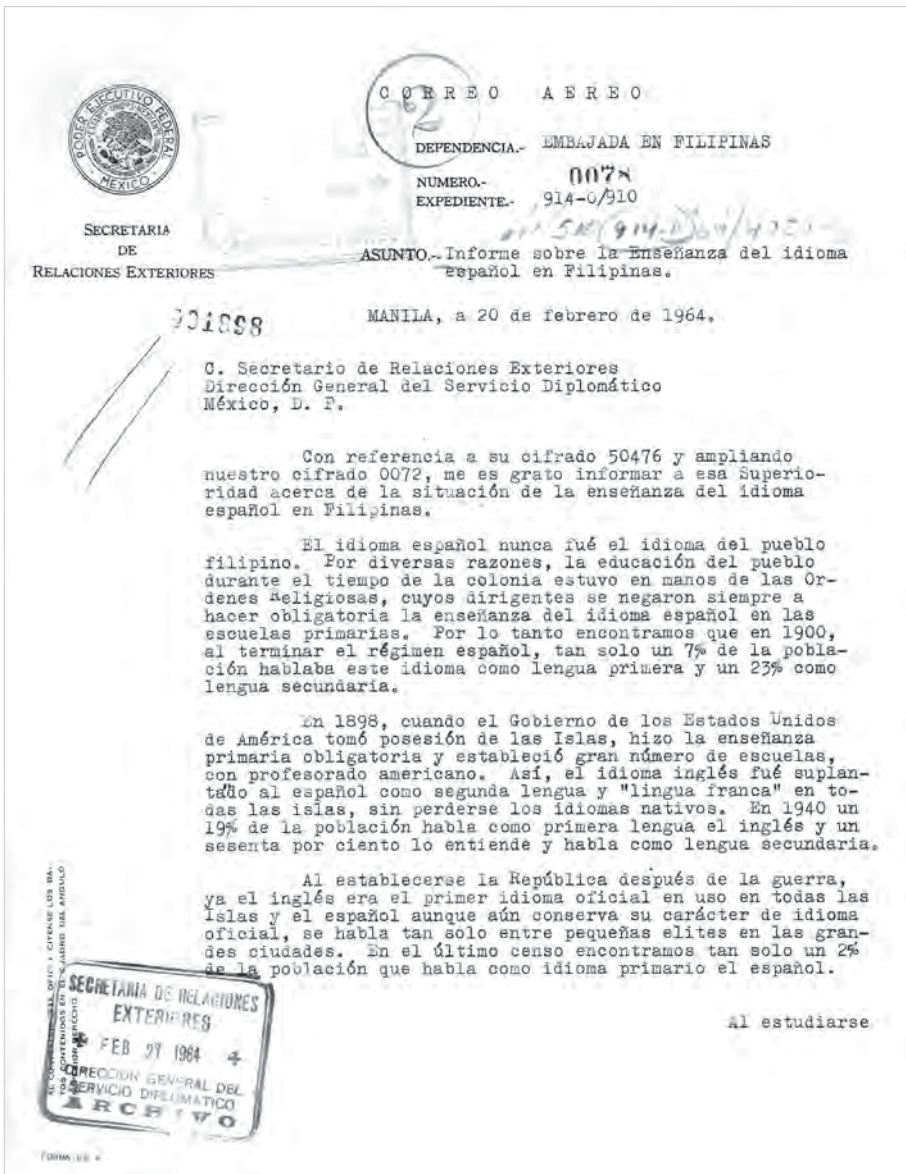 CORREO AEREO
2
DEPENDENCIA.- EMBAJADA EN FILIPINAS
NUMERO.- 0078
EXPEDIENTE.- 914-0/910
PODER EJECUTIVO FEDERAL
ESTADOS UNIDOS MEXICANOS
MEXICO
SECRETARIA
DE
RELACIONES EXTERIORES
ASUNTO.- Informe sobre la Enseñanza del idioma
español en Filipinas.
MANILA, a 20 de febrero de 1964.
C. Secretario de Relaciones Exteriores
Dirección General del Servicio Diplomático
México, D. F.
Con referencia a su cifrado 50476 y ampliando
nuestro cifrado 0072, me es grato informar a esa Superio-
ridad acerca de la situación de la enseñanza del idioma
español en Filipinas.
El idioma español nunca fué el idioma del pueblo
filipino. Por diversas razones, la educación del pueblo
durante el tiempo de la colonia estuvo en manos de las Or-
denes Religiosas, cuyos dirigentes se negaron siempre a
hacer obligatoria la enseñanza del idioma español en las
escuelas primarias. Por lo tanto encontramos que en 1900,
al terminar el régimen español, tan solo un 7% de la pobla-
ción hablaba este idioma como lengua primera y un 23% como
lengua secundaria.
En 1898, cuando el Gobierno de los Estados Unidos
de América tomó posesión de las Islas, hizo la enseñanza
primaria obligatoria y estableció gran número de escuelas,
con profesorado americano. Así, el idioma inglés fué suplan-
tado al español como segunda lengua y "lingua franca" en to-
das las islas, sin perderse los idiomas nativos. En 1940 un
19% de la población habla como primera lengua el inglés y un
sesenta por ciento lo entiende y habla como lengua secundaria.
Al establecerse la República después de la guerra,
ya el inglés era el primer idioma oficial en uso en todas las
Islas y el español aunque aún conserva su carácter de idioma
oficial, se habla tan solo entre pequeñas elites en las gran-
des ciudades. En el último censo encontramos tan solo un 2%
de la población que habla como idioma primario el español.
Al estudiarse
SECRETARIA DE RELACIONES
EXTERIORES
FEB 27 1964
DIRECCION GENERAL DEL
SERVICIO DIPLOMATICO
ARCHIVO